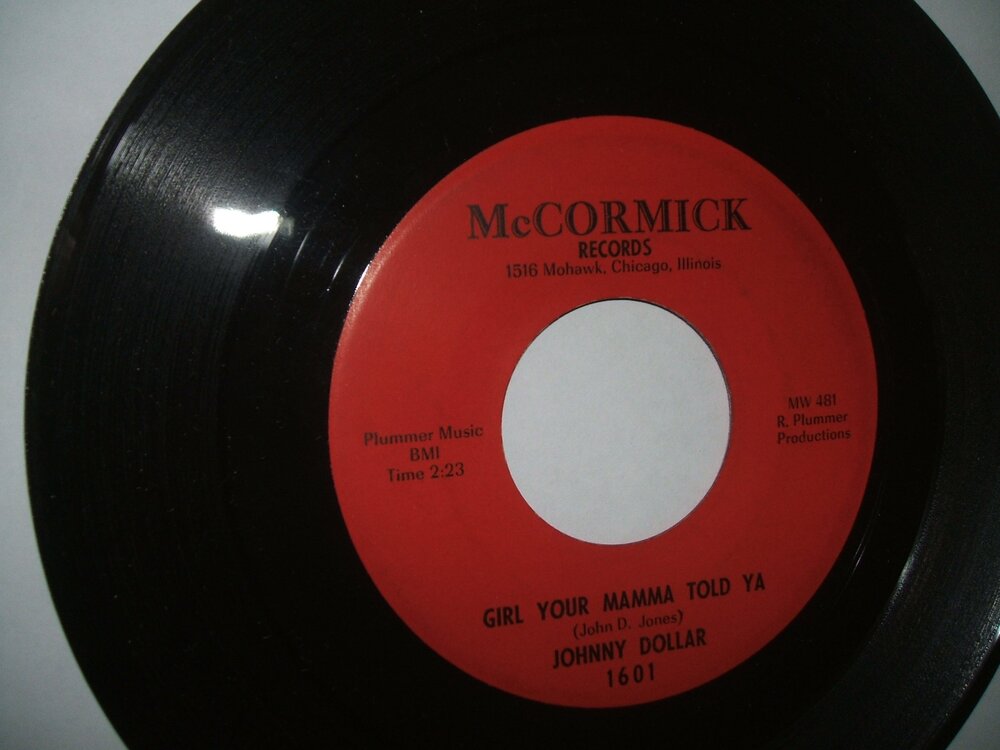 McCORMICK
RECORDS
1516 Mohawk, Chicago, Illinois
Plummer Music
BMI
Time 2:23
MW 481
R. Plummer
Productions
GIRL YOUR MAMMA TOLD YA
(John D. Jones)
JOHNNY DOLLAR
1601